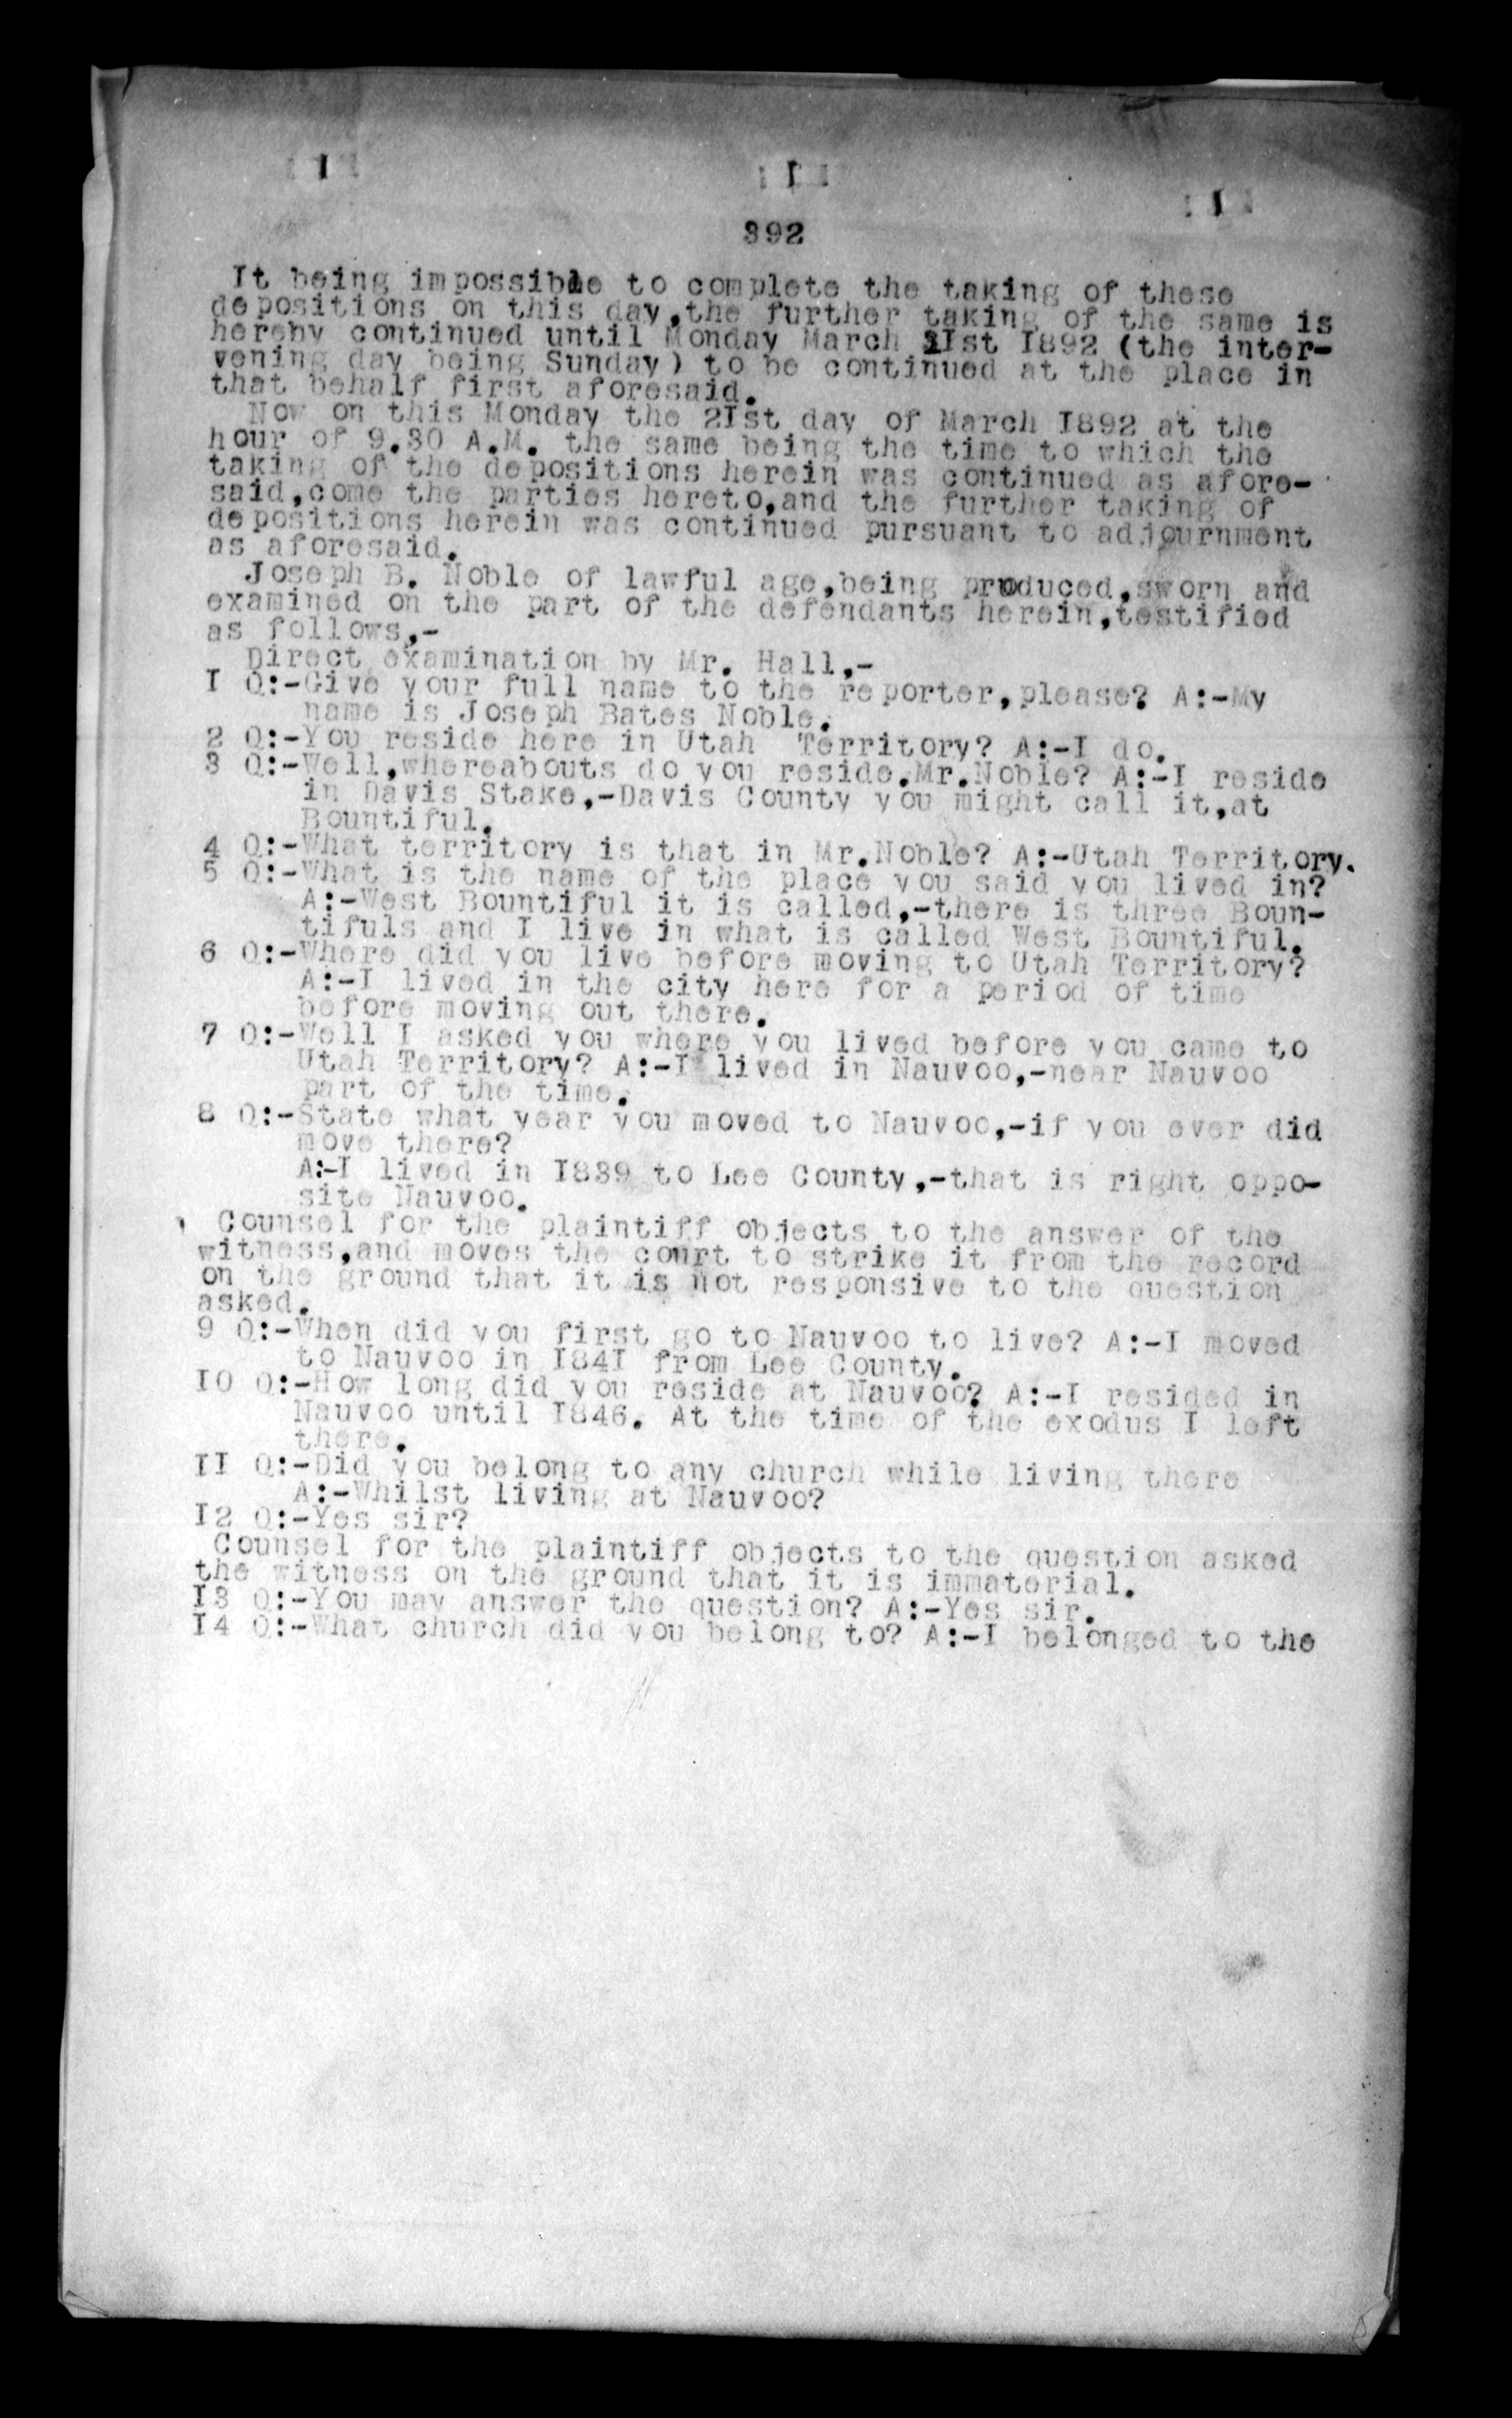 I I I
392
It being impossible to complete the taking of these
depositions on this day,the further taking of the same is
hereby continued until Monday March 2Ist I892 (the inter-
vening day being Sunday) to be continued at the place in
that behalf first aforesaid.
Now on this Monday the 2Ist day of March I892 at the
hour of 9.30 A.M. the same being the time to which the
taking of the depositions herein was continued as afore-
said,come the parties hereto,and the further taking of
depositions herein was continued pursuant to adjournment
as aforesaid.
Joseph B. Noble of lawful age,being produced,sworn and
examined on the part of the defendants herein,testified
as follows,-
Direct examination by Mr. Hall,-
I Q:-Give your full name to the reporter,please? A:-My
name is Joseph Bates Noble.
2 Q:-You reside here in Utah Territory? A:-I do.
3 Q:-Well,whereabouts do you reside.Mr.Noble? A:-I reside
in Davis Stake,-Davis County you might call it,at
Bountiful.
4 Q:-What territory is that in Mr.Noble? A:-Utah Territory.
5 Q:-What is the name of the place you said you lived in?
A:-West Bountiful it is called,-there is three Boun-
tifuls and I live in what is called West Bountiful.
6 Q:-Where did you live before moving to Utah Territory?
A:-I lived in the city here for a period of time
before moving out there.
7 Q:-Well I asked you where you lived before you came to
Utah Territory? A:-I lived in Nauvoo,-near Nauvoo
part of the time.
8 Q:-State what year you moved to Nauvoo,-if you ever did
move there?
A:-I lived in I839 to Lee County,-that is right oppo-
site Nauvoo.
Counsel for the plaintiff objects to the answer of the
witness,and moves the court to strike it from the record
on the ground that it is not responsive to the question
asked.
9 Q:-When did you first go to Nauvoo to live? A:-I moved
to Nauvoo in I84I from Lee County.
IO Q:-How long did you reside at Nauvoo? A:-I resided in
Nauvoo until I846. At the time of the exodus I left
there.
II Q:-Did you belong to any church while living there
A:-Whilst living at Nauvoo?
I2 Q:-Yes sir?
Counsel for the plaintiff objects to the question asked
the witness on the ground that it is immaterial.
I3 Q:-You may answer the question? A:-Yes sir.
I4 Q:-What church did you belong to? A:-I belonged to the